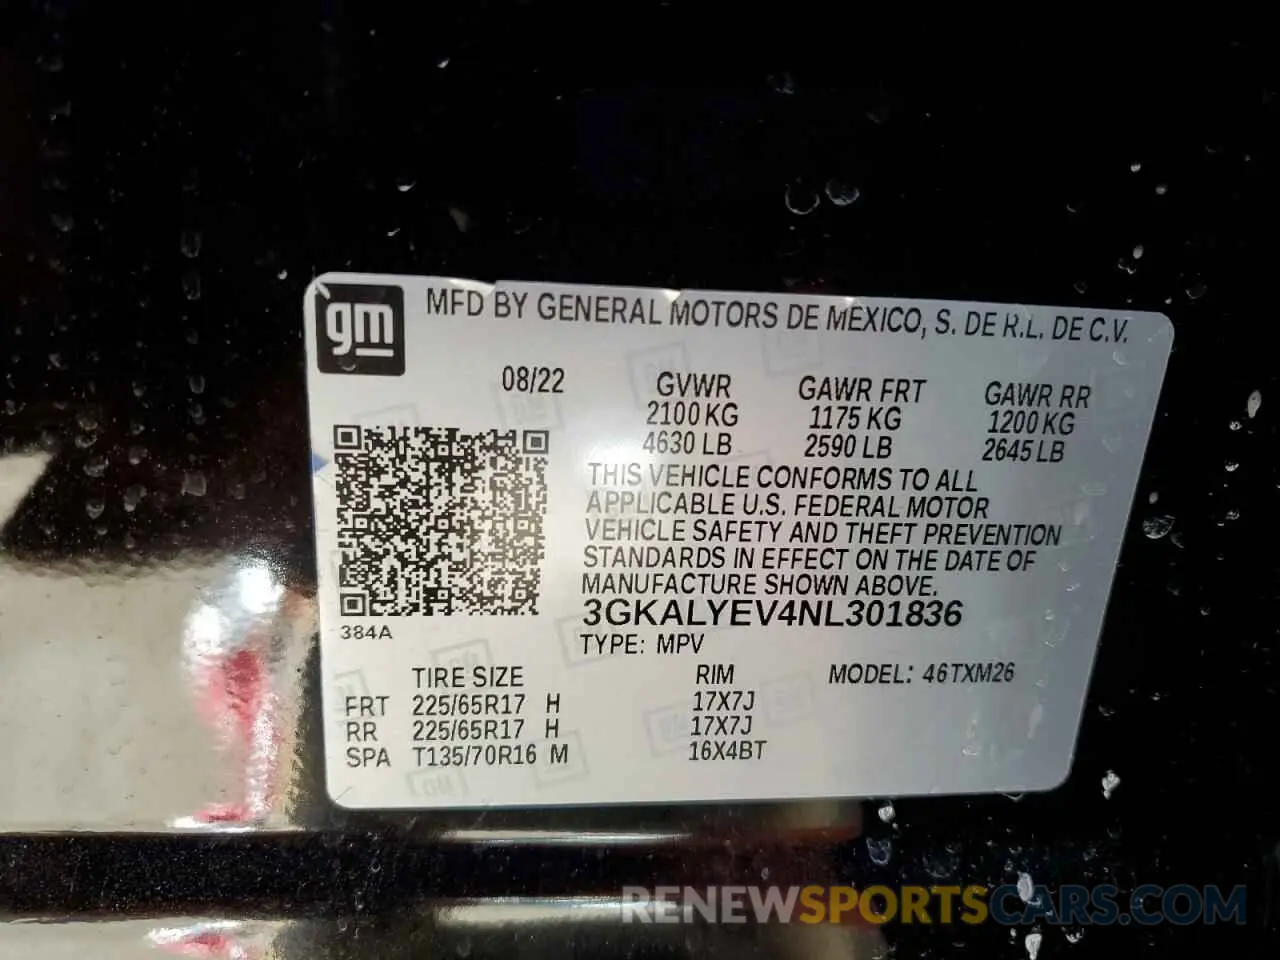 gm
MFD BY GENERAL MOTORS DE MEXICO, S. DE R.L. DE C.V.
08/22
GVWR GAWR FRT GAWR RR
2100 KG 1175 KG 1200 KG
4630 LB 2590 LB 2645 LB
THIS VEHICLE CONFORMS TO ALL
APPLICABLE U.S. FEDERAL MOTOR
VEHICLE SAFETY AND THEFT PREVENTION
STANDARDS IN EFFECT ON THE DATE OF
MANUFACTURE SHOWN ABOVE.
3GKALYEV4NL301836
384A
TYPE: MPV
TIRE SIZE RIM MODEL: 46TXM26
FRT 225/65R17 H 17X7J
RR 225/65R17 H 17X7J
SPA T135/70R16 M 16X4BT
RENEWSPORTSCARS.COM